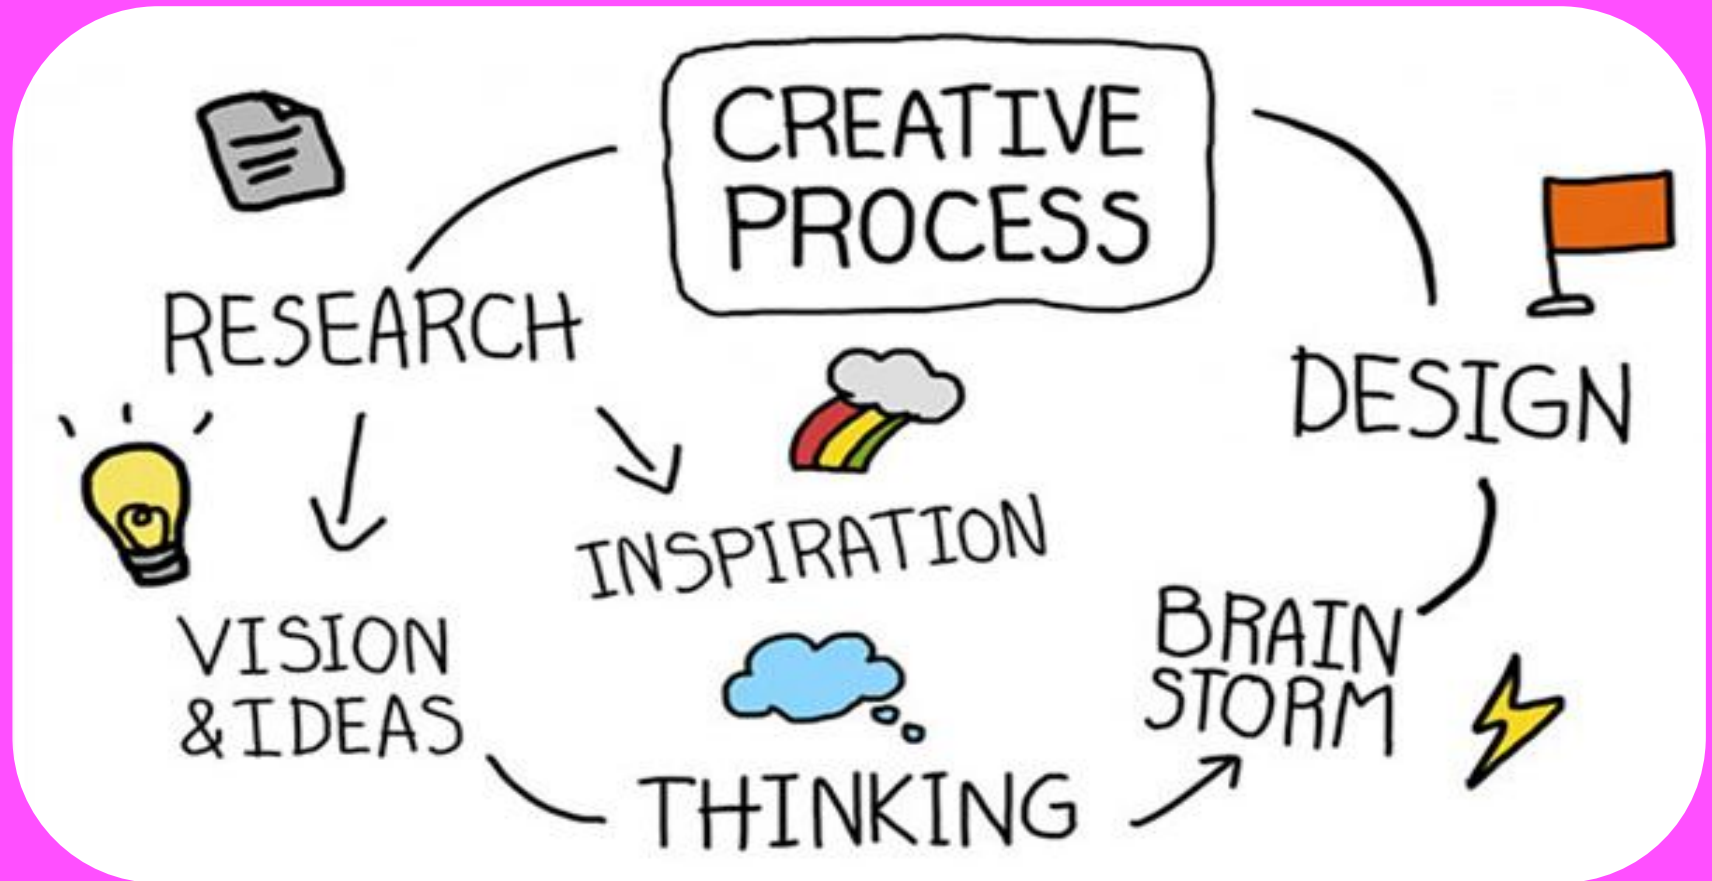 CREATIVE
PROCESS
RESEARCH
DESIGN
INSPIRATION
VISION
&IDEAS
BRAIN
STORM
THINKING